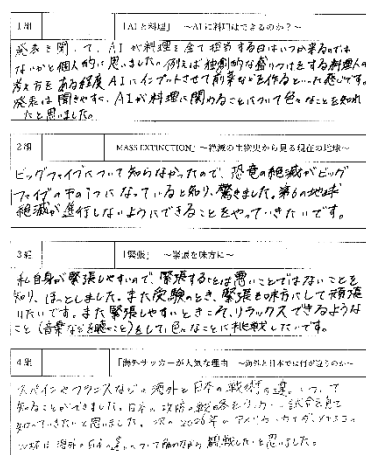 1組 「AIと料理」 ～AIに料理はできるのか？～
発表を聞いて、AIが料理を全て担当する日はいつか来るのでは
ないかと個人的に思いました。例えば独創的な盛りつけをする料理人の
考え方をある程度AIにインプットさせて前菜などを作るといった感じです。
発表は聞きやすく、AIが料理に関わることについて色々なことを知れ
たと思いました。
2組 MASS EXTINCTION」～絶滅の生物史から見る現在の地球～
ビッグファイブについて知らなかったので、恐竜の絶滅がビッグ
ファイブの中の1つになっていると知り、驚きました。第6の地球
絶滅が進行しないようにできることをやっていきたいです。
3組 「緊張」 ～緊張を味方に～
私自身が緊張しやすいので、緊張することは悪いことではないことを
知り、ほっとしました。また受験のとき、緊張も味方にして頑張
りたいです。また緊張しやすいときこそ、リラックスできるような
こと(音楽などを聴くこと)をして、色々なことに挑戦したいです。
4組 「海外サッカーが人気な理由 ～海外と日本では何が違うのか～
スペインやフランスなどの海外と日本の戦術の違いについて
知ることができました。日本の攻防の戦略を 試合を見て
知っていきたいと思いました。次の2026年のアメリカ・カナダ・メキシコの
W杯は海外と日本の違いについて 観戦したいと思いました。